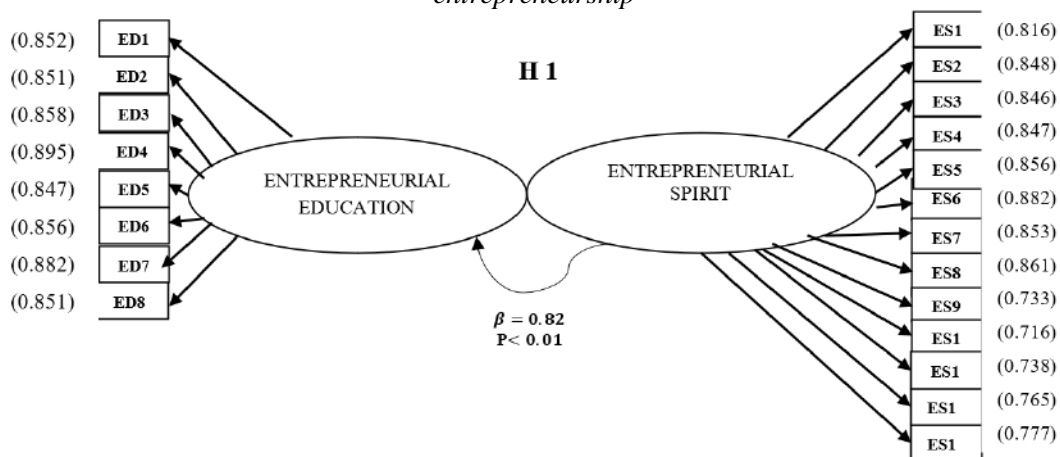 entrepreneurship
H 1
(0.852) ED1
(0.851) ED2
(0.858) ED3
(0.895) ED4
(0.847) ED5
(0.856) ED6
(0.882) ED7
(0.851) ED8
ENTREPRENEURIAL
EDUCATION
ENTREPRENEURIAL
SPIRIT
β = 0.82
P< 0.01
ES1 (0.816)
ES2 (0.848)
ES3 (0.846)
ES4 (0.847)
ES5 (0.856)
ES6 (0.882)
ES7 (0.853)
ES8 (0.861)
ES9 (0.733)
ES1 (0.716)
ES1 (0.738)
ES1 (0.765)
ES1 (0.777)